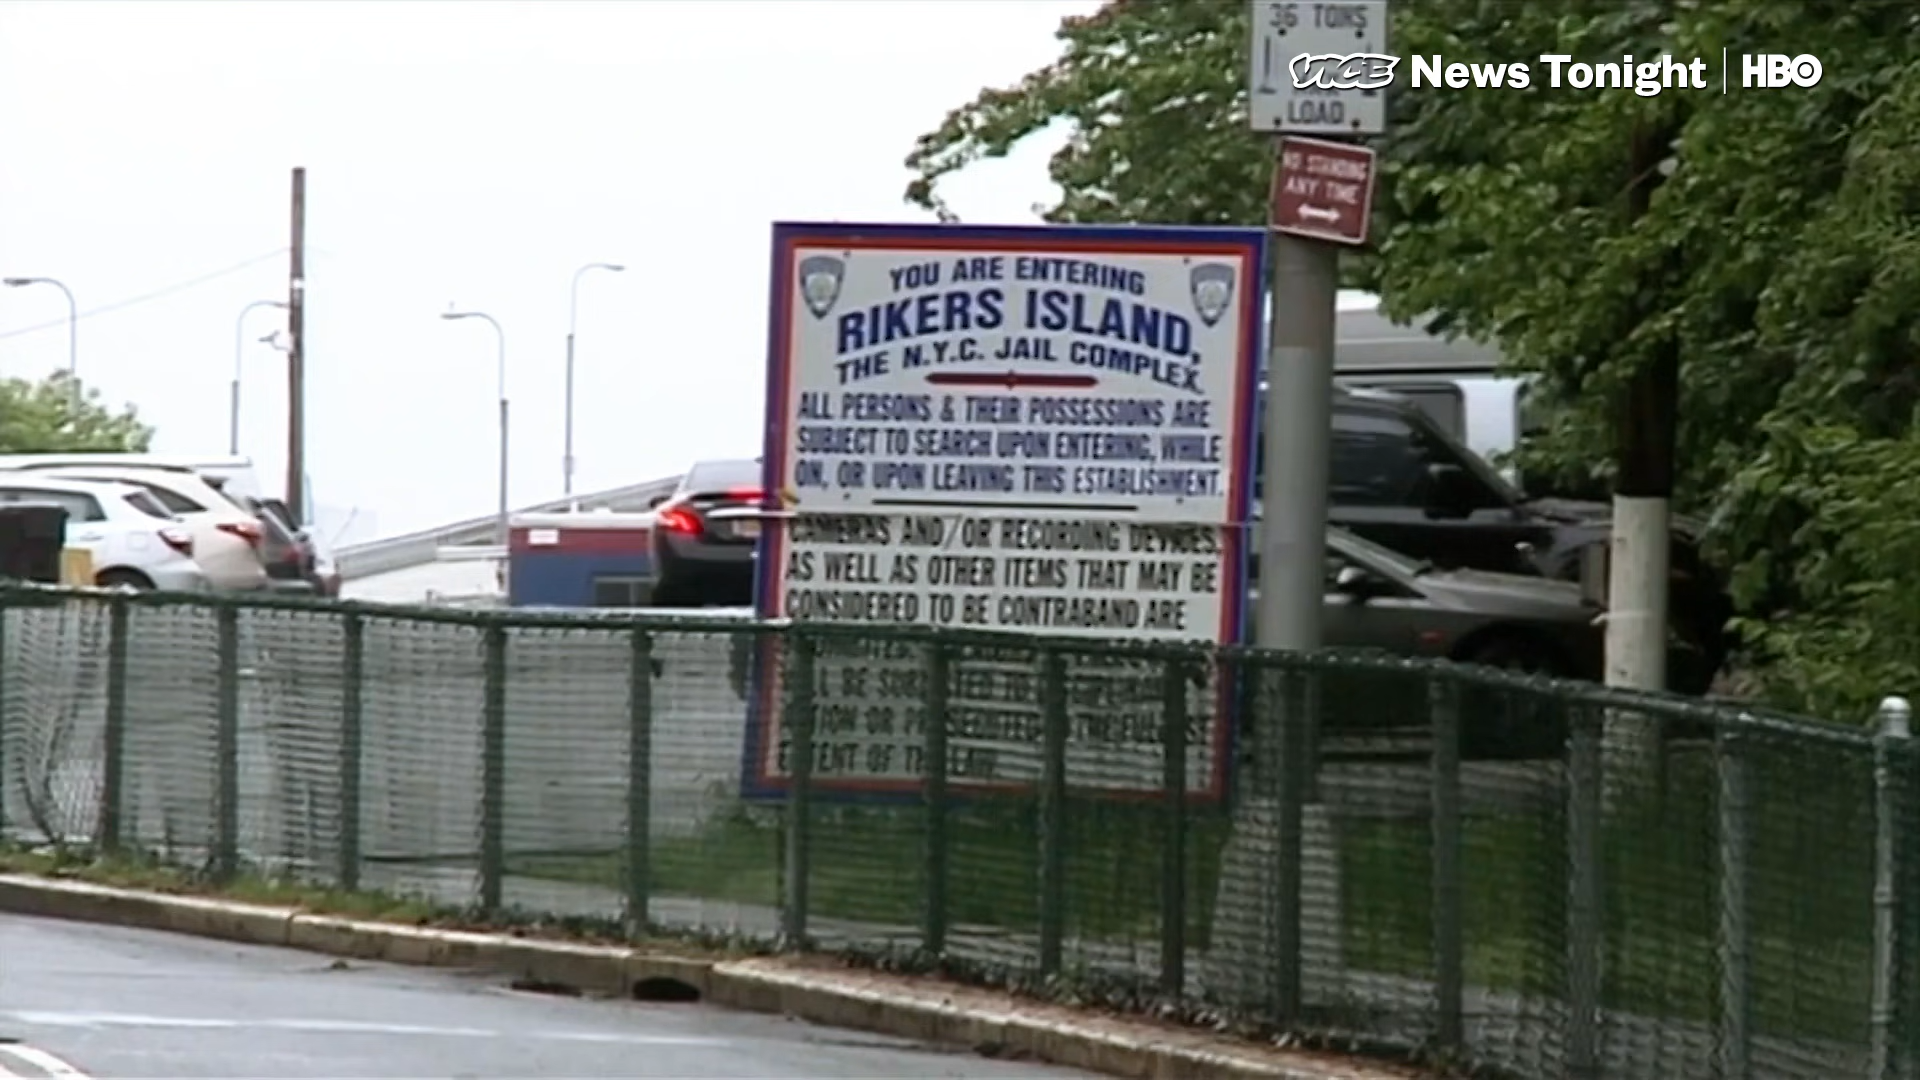 36 TONS
LOAD
VICE News Tonight | HBO
NO STANDING
ANY TIME
YOU ARE ENTERING
RIKERS ISLAND,
THE N.Y.C. JAIL COMPLEX
ALL PERSONS & THEIR POSSESSIONS ARE
SUBJECT TO SEARCH UPON ENTERING, WHILE
ON, OR UPON LEAVING THIS ESTABLISHMENT.
CAMERAS AND/OR RECORDING DEVICES,
AS WELL AS OTHER ITEMS THAT MAY BE
CONSIDERED TO BE CONTRABAND ARE
BE
OR PROSECUTED
EXTENT OF THE LAW.